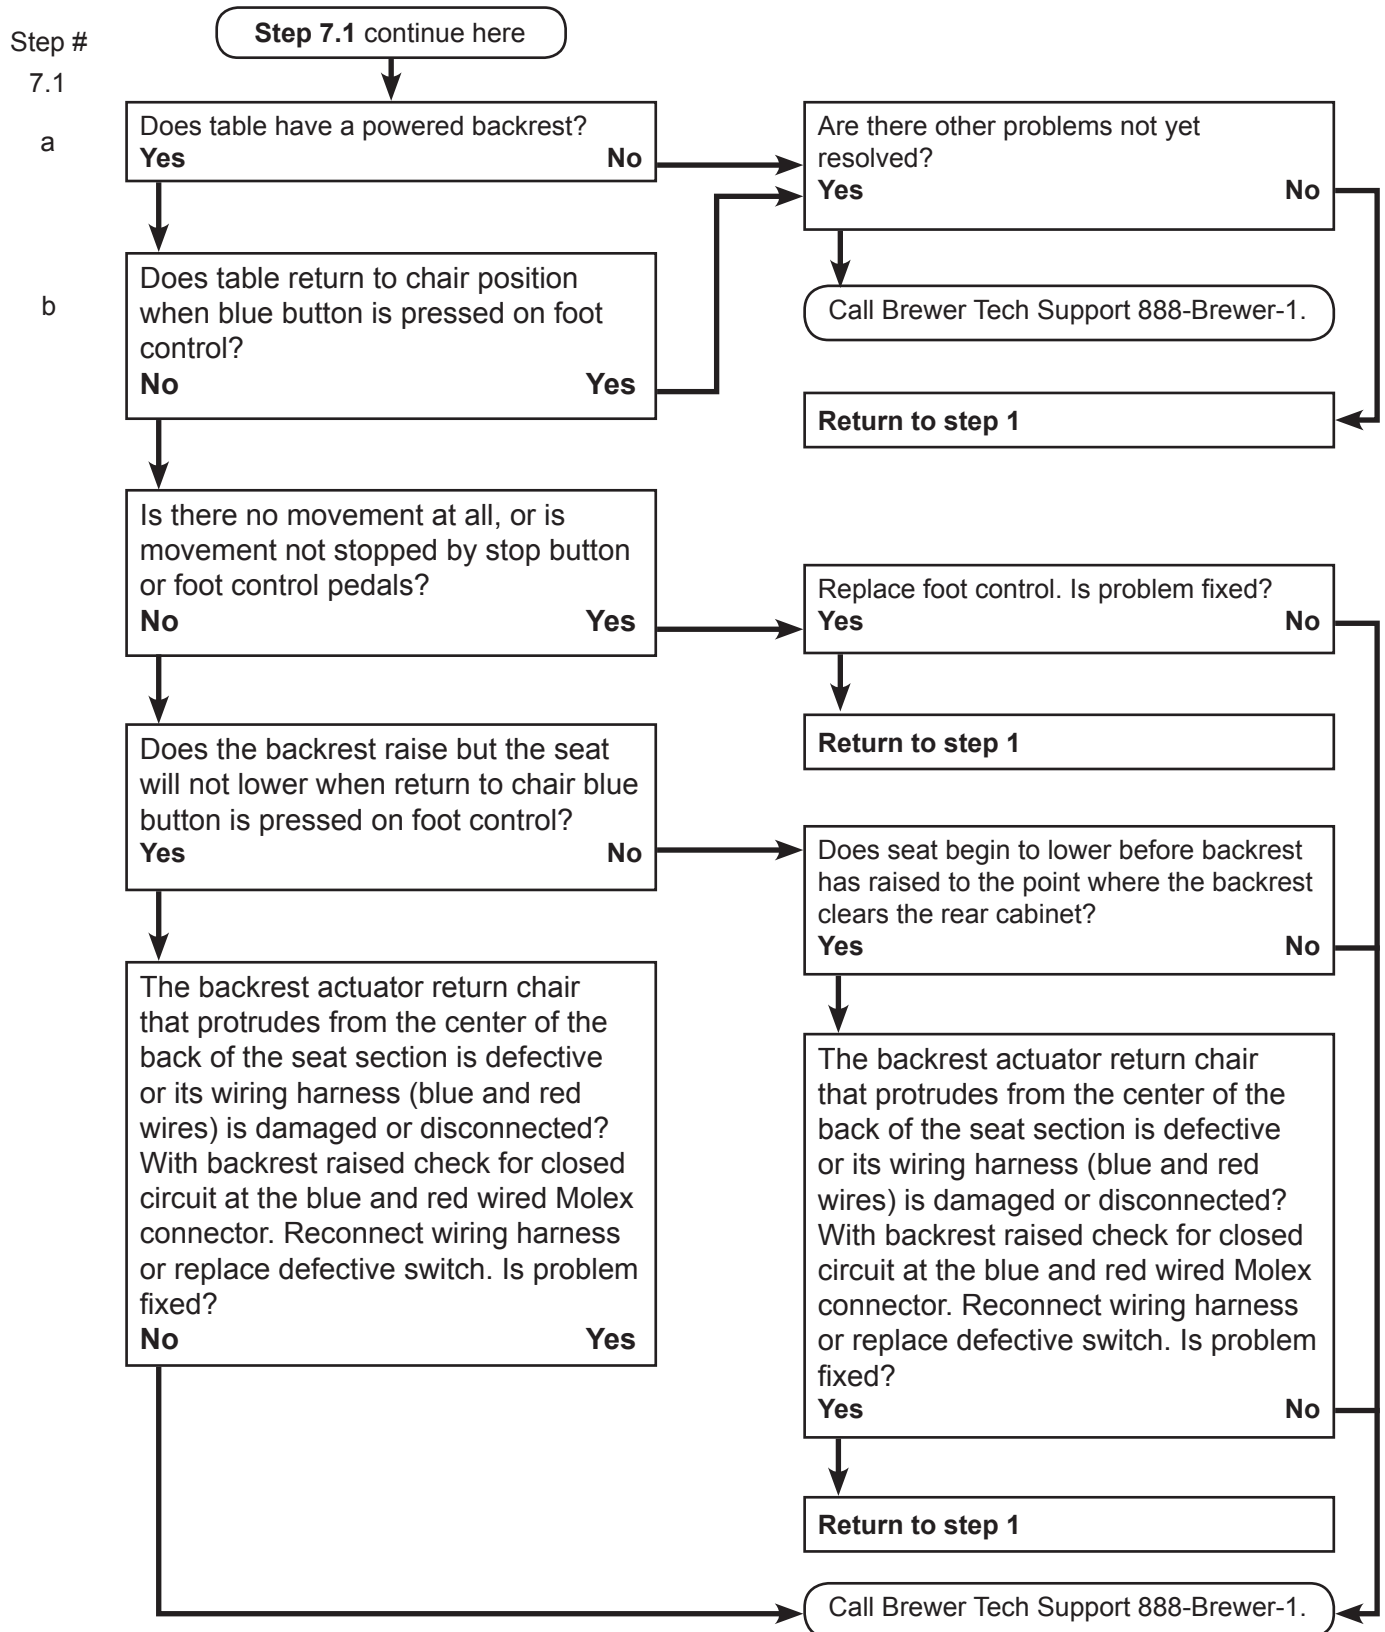 Step 7.1 continue here
Step #
7.1
a
Does table have a powered backrest?
Yes No
Are there other problems not yet
resolved?
Yes No
b
Does table return to chair position
when blue button is pressed on foot
control?
No Yes
Call Brewer Tech Support 888-Brewer-1.
Return to step 1
Is there no movement at all, or is
movement not stopped by stop button
or foot control pedals?
No Yes
Replace foot control. Is problem fixed?
Yes No
Return to step 1
Does the backrest raise but the seat
will not lower when return to chair blue
button is pressed on foot control?
Yes No
Does seat begin to lower before backrest
has raised to the point where the backrest
clears the rear cabinet?
Yes No
The backrest actuator return chair
that protrudes from the center of the
back of the seat section is defective
or its wiring harness (blue and red
wires) is damaged or disconnected?
With backrest raised check for closed
circuit at the blue and red wired Molex
connector. Reconnect wiring harness
or replace defective switch. Is problem
fixed?
No Yes
The backrest actuator return chair
that protrudes from the center of the
back of the seat section is defective
or its wiring harness (blue and red
wires) is damaged or disconnected?
With backrest raised check for closed
circuit at the blue and red wired Molex
connector. Reconnect wiring harness
or replace defective switch. Is problem
fixed?
Yes No
Return to step 1
Call Brewer Tech Support 888-Brewer-1.